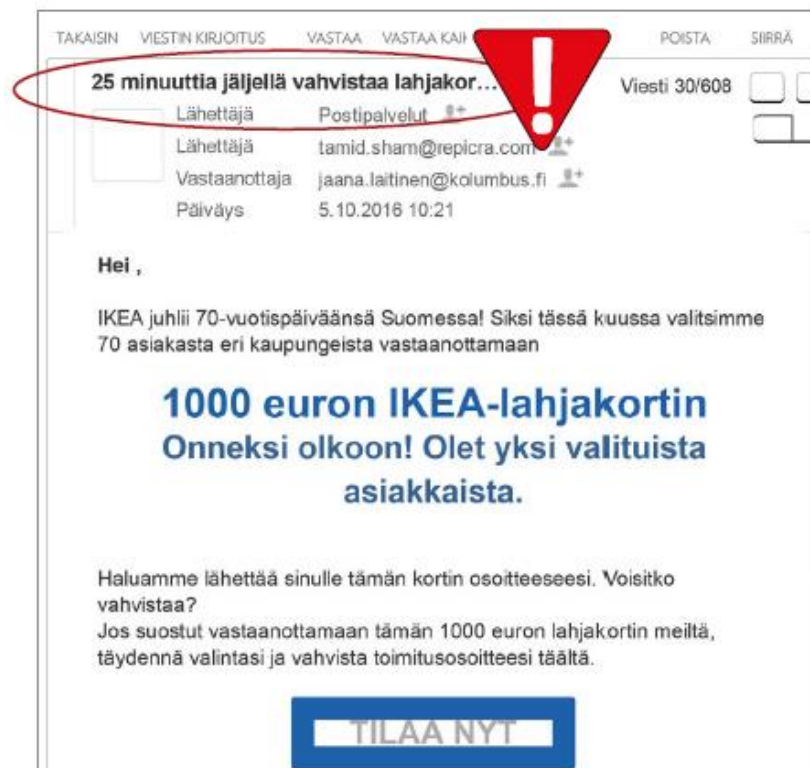 TAKAISIN VIESTIN KIRJOITUS VASTAA VASTAA POISTA SIIRRÄ
25 minuuttia jäljellä vahvistaa lahjakor... Viesti 30/608
Lähettäjä Postipalvelut
Lähettäjä tamid.sham@repicra.com
Vastaanottaja jaana.laitinen@kolumbus.fi
Päiväys 5.10.2016 10:21
Hei ,
IKEA juhlii 70-vuotispäiväänsä Suomessa! Siksi tässä kuussa valitsimme
70 asiakasta eri kaupungeista vastaanottamaan
1000 euron IKEA-lahjakortin
Onneksi olkoon! Olet yksi valituista
asiakkaista.
Haluamme lähettää sinulle tämän kortin osoitteeseesi. Voisitko
vahvistaa?
Jos suostut vastaanottamaan tämän 1000 euron lahjakortin meiltä,
täydennä valintasi ja vahvista toimitusosoitteesi täältä.
TILAA NYT